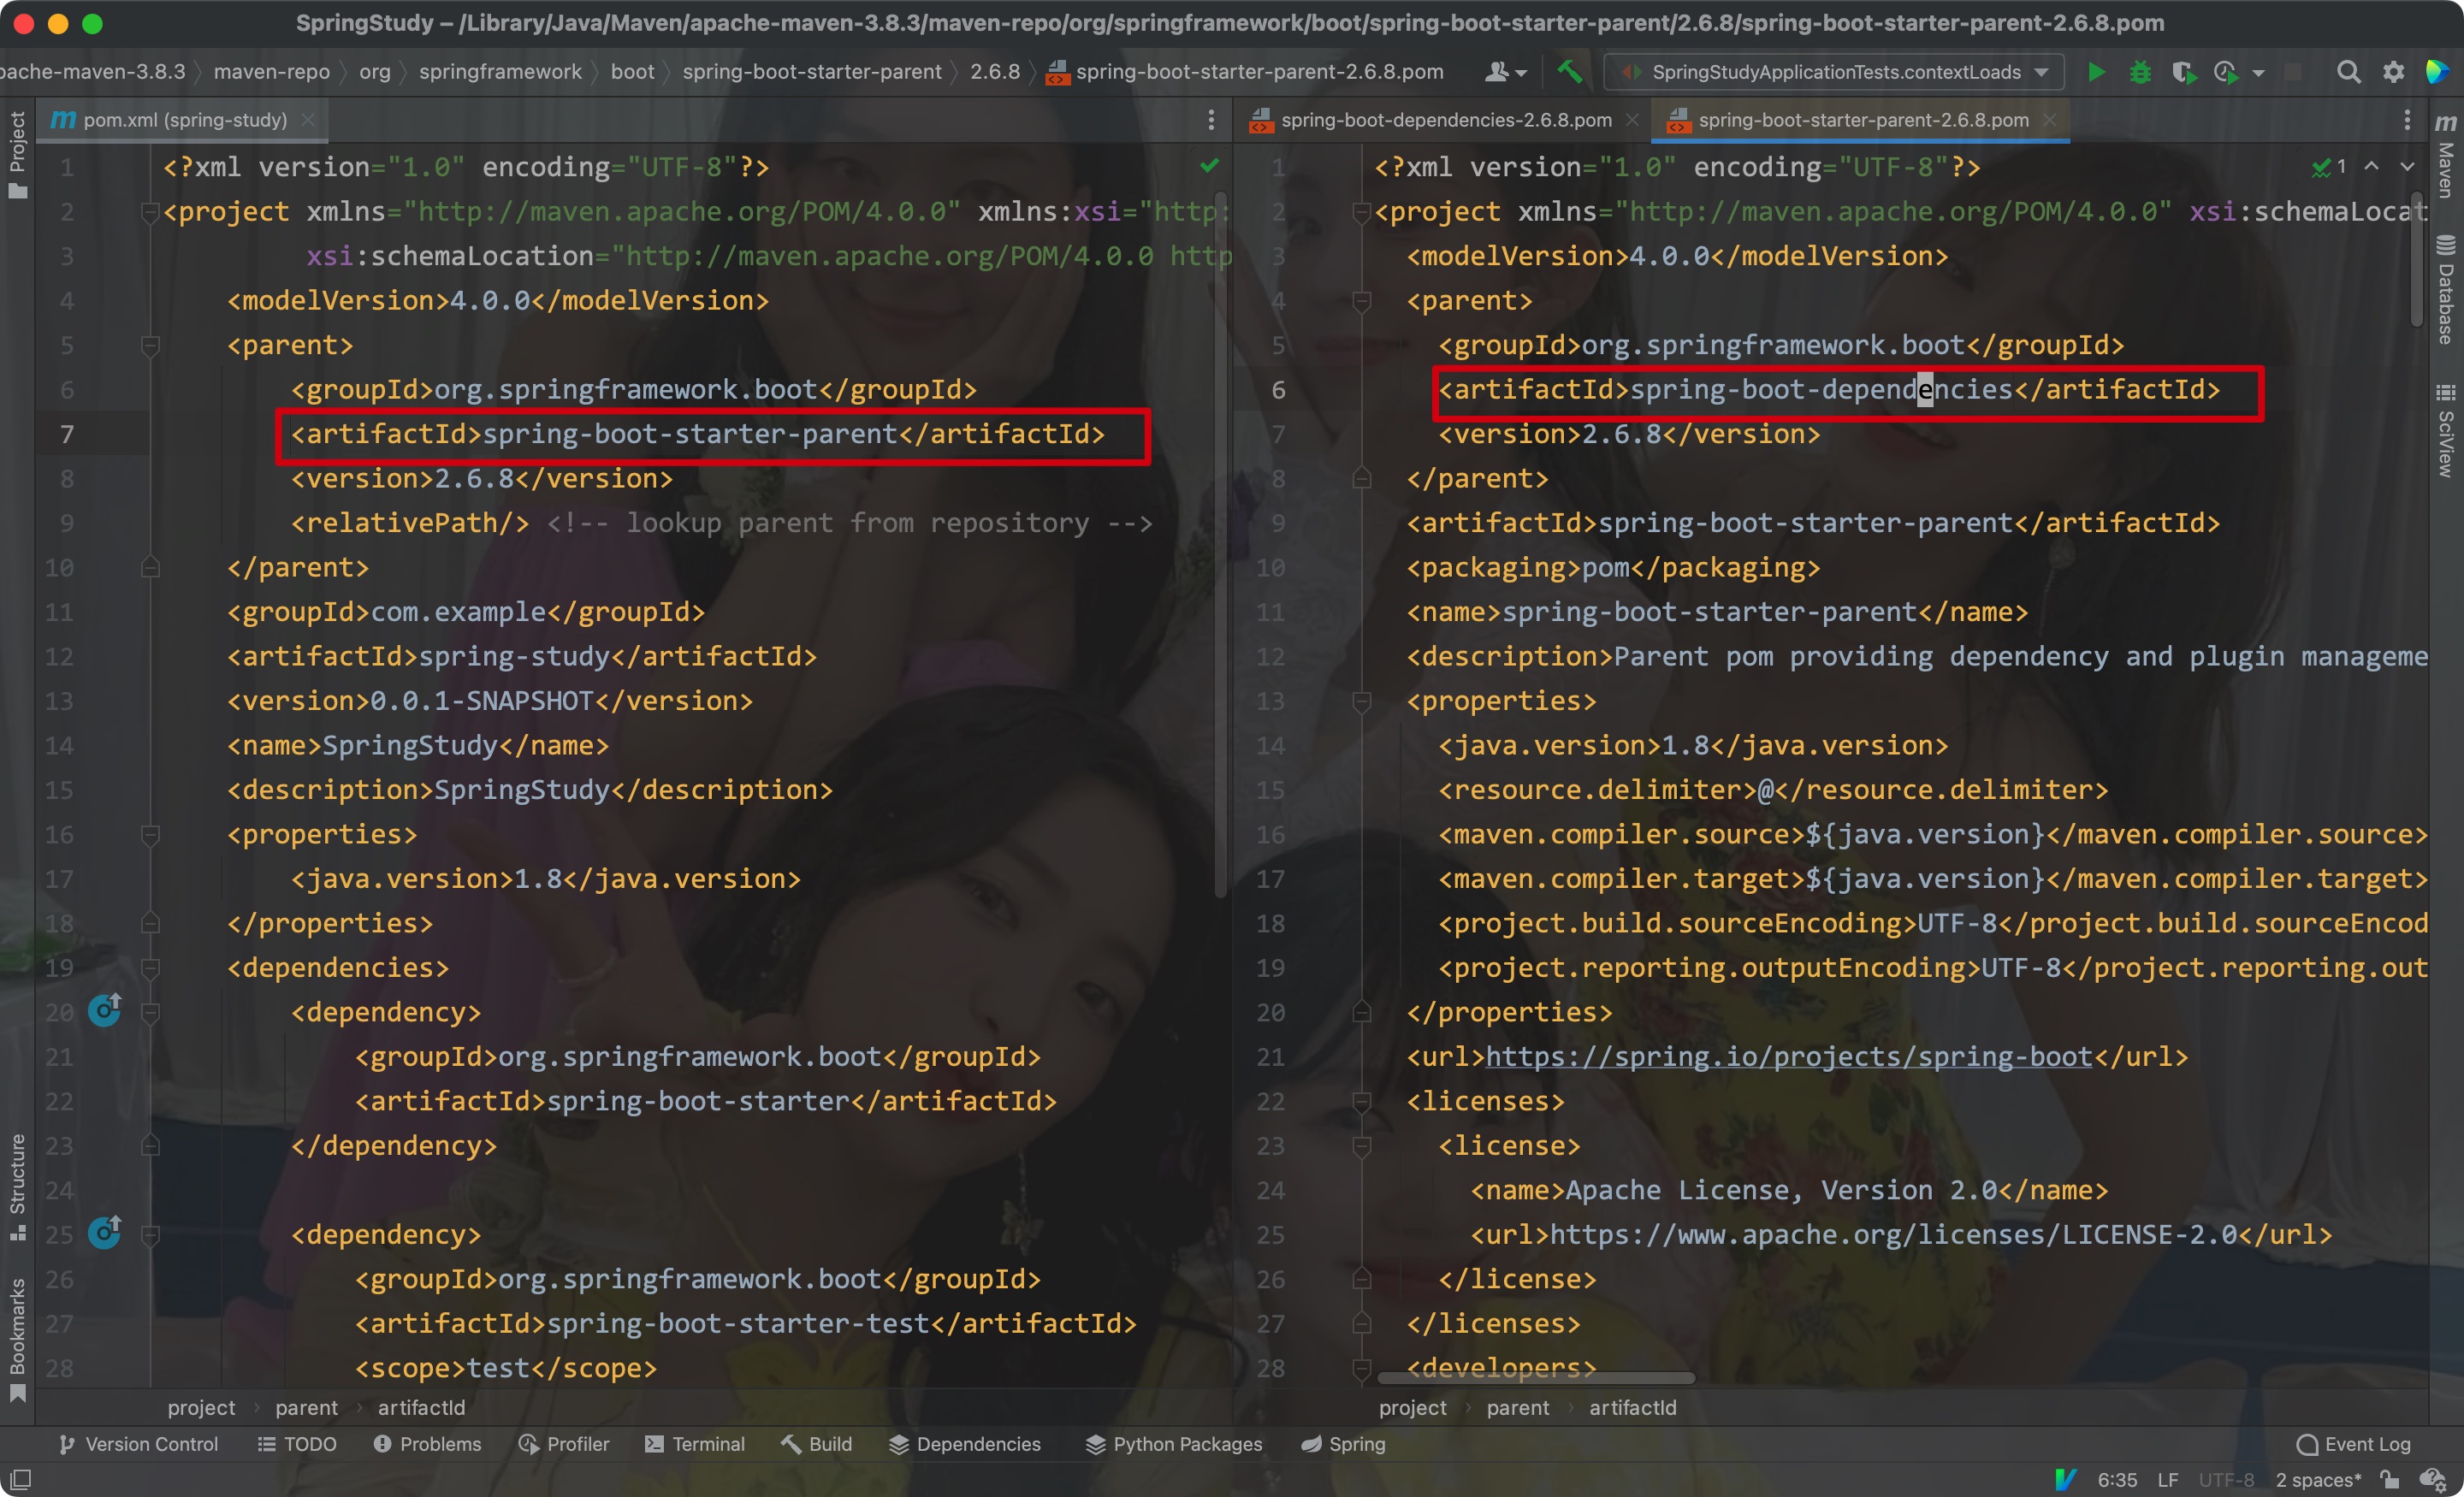 SpringStudy – /Library/Java/Maven/apache-maven-3.8.3/maven-repo/org/springframework/boot/spring-boot-starter-parent/2.6.8/spring-boot-starter-parent-2.6.8.pom
pache-maven-3.8.3 maven-repo org springframework boot spring-boot-starter-parent 2.6.8 spring-boot-starter-parent-2.6.8.pom SpringStudyApplicationTests.contextLoads
Project
pom.xml (spring-study)
1 <?xml version="1.0" encoding="UTF-8"?>
2 <project xmlns="http://maven.apache.org/POM/4.0.0" xmlns:xsi="http:
3 xsi:schemaLocation="http://maven.apache.org/POM/4.0.0 http
4 <modelVersion>4.0.0</modelVersion>
5 <parent>
6 <groupId>org.springframework.boot</groupId>
7 <artifactId>spring-boot-starter-parent</artifactId>
8 <version>2.6.8</version>
9 <relativePath/> <!-- lookup parent from repository -->
10 </parent>
11 <groupId>com.example</groupId>
12 <artifactId>spring-study</artifactId>
13 <version>0.0.1-SNAPSHOT</version>
14 <name>SpringStudy</name>
15 <description>SpringStudy</description>
16 <properties>
17 <java.version>1.8</java.version>
18 </properties>
19 <dependencies>
20 <dependency>
21 <groupId>org.springframework.boot</groupId>
22 <artifactId>spring-boot-starter</artifactId>
23 </dependency>
24
25 <dependency>
26 <groupId>org.springframework.boot</groupId>
27 <artifactId>spring-boot-starter-test</artifactId>
28 <scope>test</scope>
project parent artifactId
spring-boot-dependencies-2.6.8.pom spring-boot-starter-parent-2.6.8.pom
1
1 <?xml version="1.0" encoding="UTF-8"?>
2 <project xmlns="http://maven.apache.org/POM/4.0.0" xsi:schemaLocat
3 <modelVersion>4.0.0</modelVersion>
4 <parent>
5 <groupId>org.springframework.boot</groupId>
6 <artifactId>spring-boot-dependencies</artifactId>
7 <version>2.6.8</version>
8 </parent>
9 <artifactId>spring-boot-starter-parent</artifactId>
10 <packaging>pom</packaging>
11 <name>spring-boot-starter-parent</name>
12 <description>Parent pom providing dependency and plugin manageme
13 <properties>
14 <java.version>1.8</java.version>
15 <resource.delimiter>@</resource.delimiter>
16 <maven.compiler.source>${java.version}</maven.compiler.source>
17 <maven.compiler.target>${java.version}</maven.compiler.target>
18 <project.build.sourceEncoding>UTF-8</project.build.sourceEncod
19 <project.reporting.outputEncoding>UTF-8</project.reporting.out
20 </properties>
21 <url>https://spring.io/projects/spring-boot</url>
22 <licenses>
23 <license>
24 <name>Apache License, Version 2.0</name>
25 <url>https://www.apache.org/licenses/LICENSE-2.0</url>
26 </license>
27 </licenses>
28 <developers>
project parent artifactId
Maven
Database
SciView
Structure
Bookmarks
Version Control TODO Problems Profiler Terminal Build Dependencies Python Packages Spring Event Log
6:35 LF UTF-8 2 spaces*